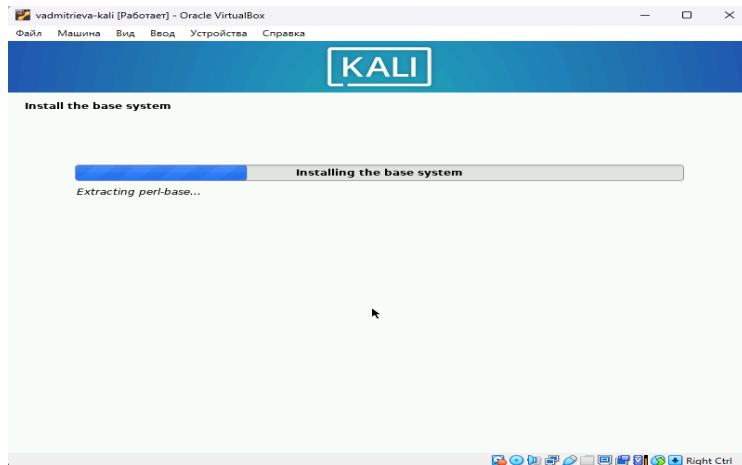 vadmitrieva-kali [Работает] - Oracle VirtualBox
Файл Машина Вид Ввод Устройства Справка
KALI
Install the base system
Installing the base system
Extracting perl-base...
Right Ctrl